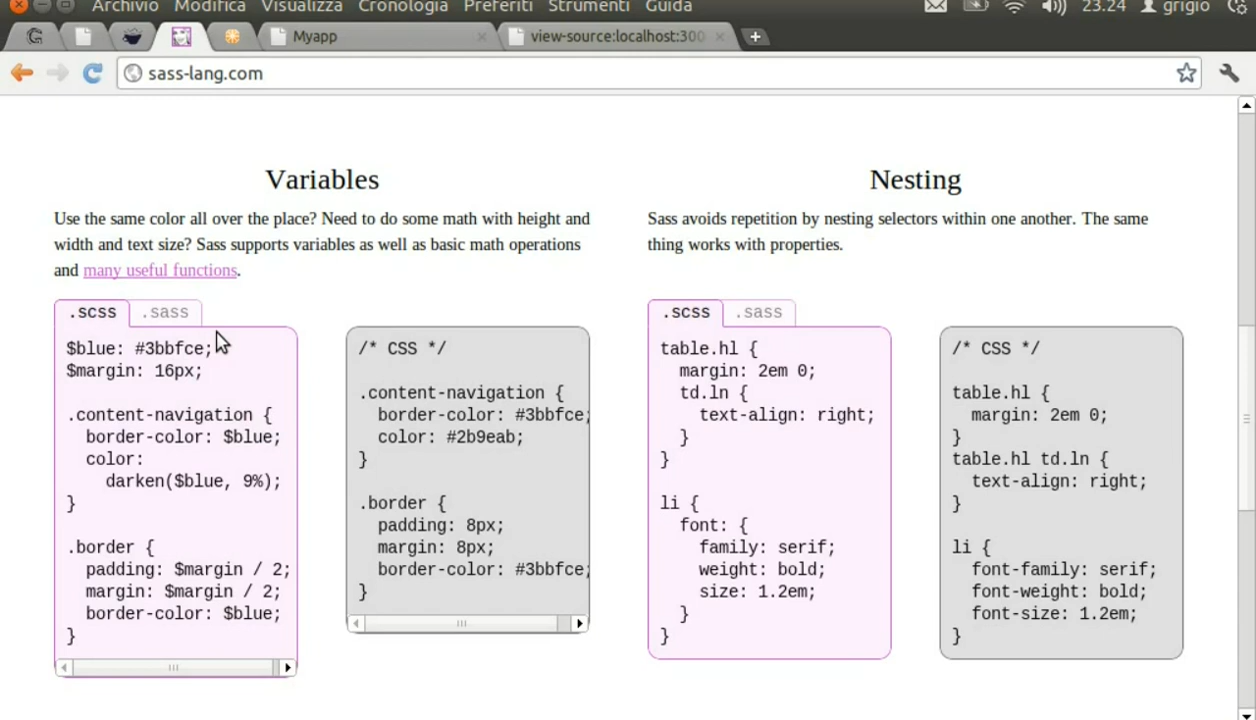 Archivio Modifica Visualizza Cronologia Preferiti Strumenti Guida 23.24 grigio
Myapp view-source:localhost:300
sass-lang.com
Variables
Use the same color all over the place? Need to do some math with height and
width and text size? Sass supports variables as well as basic math operations
and many useful functions.
.scss .sass
$blue: #3bbfce;
$margin: 16px;
.content-navigation {
border-color: $blue;
color:
darken($blue, 9%);
}
.border {
padding: $margin / 2;
margin: $margin / 2;
border-color: $blue;
}
/* CSS */
.content-navigation {
border-color: #3bbfce;
color: #2b9eab;
}
.border {
padding: 8px;
margin: 8px;
border-color: #3bbfce;
}
Nesting
Sass avoids repetition by nesting selectors within one another. The same
thing works with properties.
.scss .sass
table.hl {
margin: 2em 0;
td.ln {
text-align: right;
}
}
li {
font: {
family: serif;
weight: bold;
size: 1.2em;
}
}
/* CSS */
table.hl {
margin: 2em 0;
}
table.hl td.ln {
text-align: right;
}
li {
font-family: serif;
font-weight: bold;
font-size: 1.2em;
}